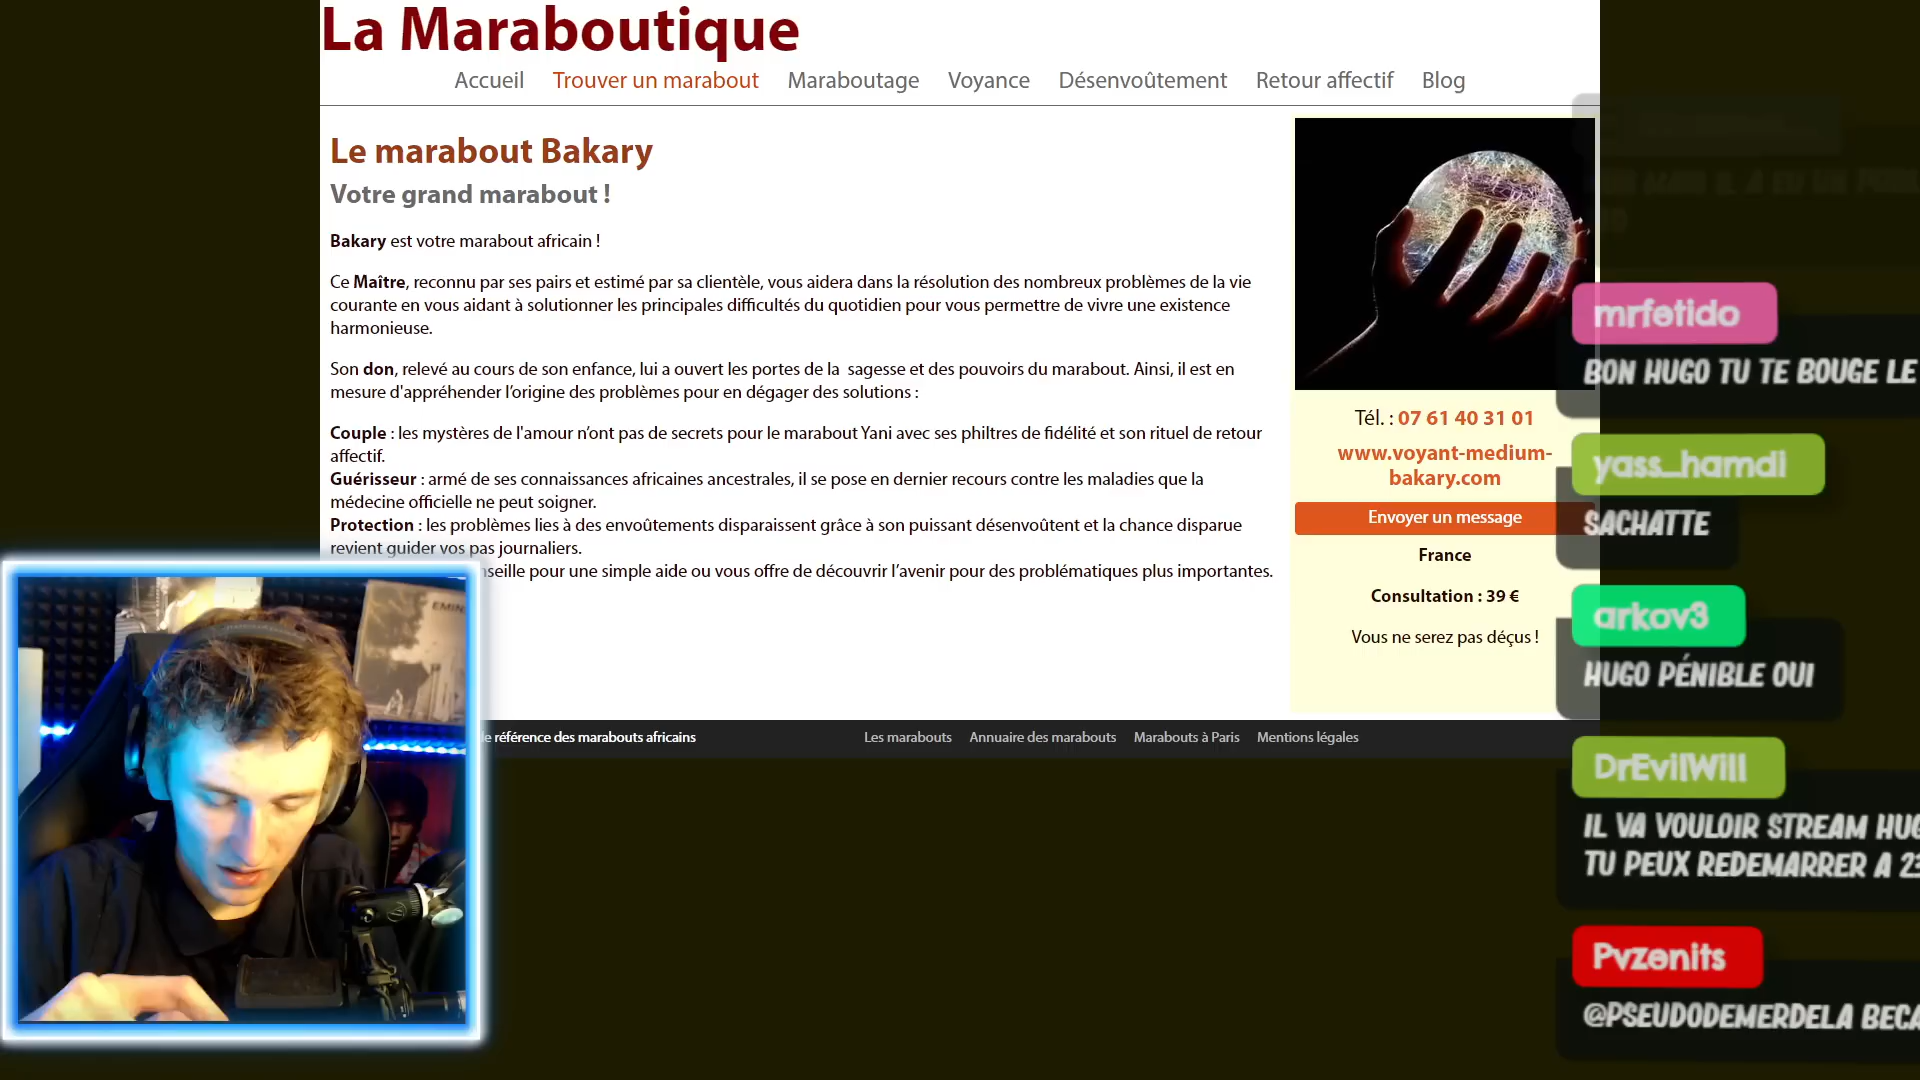 La Maraboutique
Accueil Trouver un marabout Maraboutage Voyance Désenvoûtement Retour affectif Blog
Le marabout Bakary
Votre grand marabout !
Bakary est votre marabout africain !
Ce Maître, reconnu par ses pairs et estimé par sa clientèle, vous aidera dans la résolution des nombreux problèmes de la vie
courante en vous aidant à solutionner les principales difficultés du quotidien pour vous permettre de vivre une existence
harmonieuse.
Son don, relevé au cours de son enfance, lui a ouvert les portes de la sagesse et des pouvoirs du marabout. Ainsi, il est en
mesure d'appréhender l’origine des problèmes pour en dégager des solutions :
Couple : les mystères de l'amour n’ont pas de secrets pour le marabout Yani avec ses philtres de fidélité et son rituel de retour
affectif.
Guérisseur : armé de ses connaissances africaines ancestrales, il se pose en dernier recours contre les maladies que la
médecine officielle ne peut soigner.
Protection : les problèmes lies à des envoûtements disparaissent grâce à son puissant désenvoûtent et la chance disparue
revient guider vos pas journaliers.
nseille pour une simple aide ou vous offre de découvrir l’avenir pour des problématiques plus importantes.
Tél. : 07 61 40 31 01
www.voyant-medium-
bakary.com
Envoyer un message
France
Consultation : 39 €
Vous ne serez pas déçus !
référence des marabouts africains
Les marabouts Annuaire des marabouts Marabouts à Paris Mentions légales
EMIN
mrfetido
BON HUGO TU TE BOUGE LE
yass_hamdi
SACHATTE
arkov3
HUGO PÉNIBLE OUI
DrEvilWill
IL VA VOULOIR STREAM HUG
TU PEUX REDEMARRER A 23
Pvzenits
@PSEUDODEMERDELA BECA